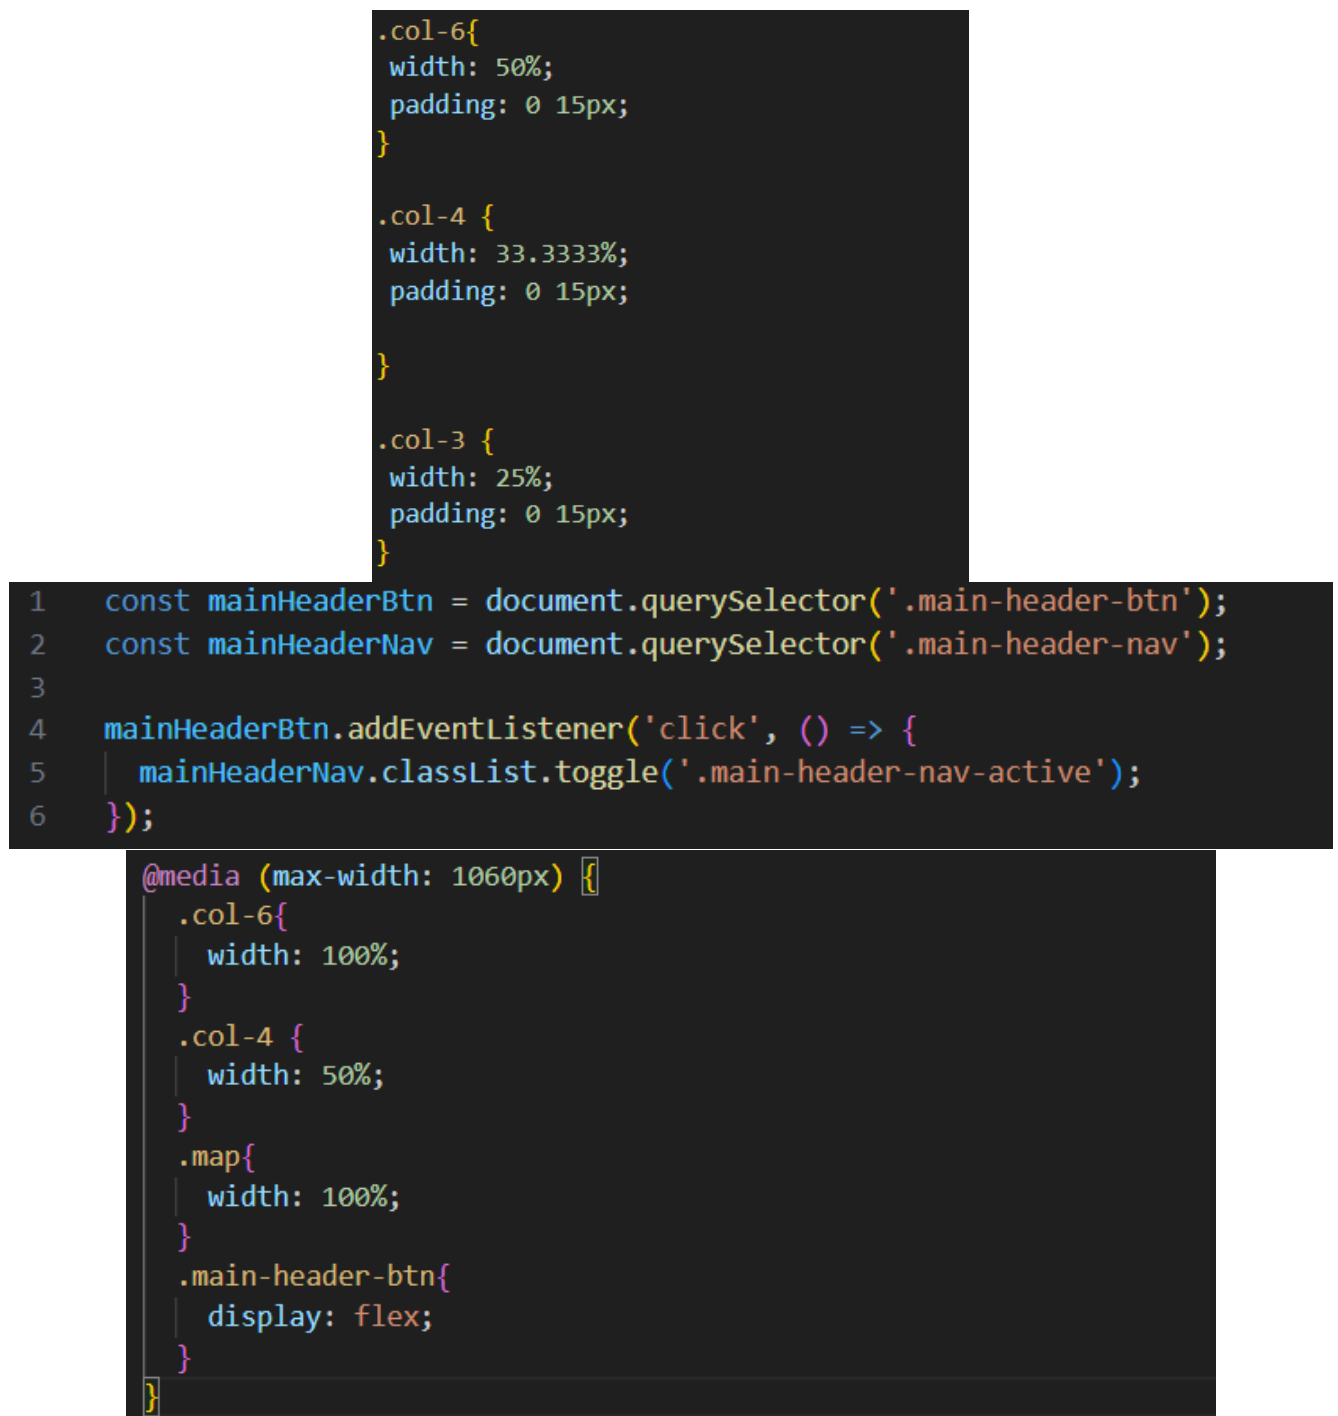 .col-6{
width: 50%;
padding: 0 15px;
}
.col-4 {
width: 33.3333%;
padding: 0 15px;
}
.col-3 {
width: 25%;
padding: 0 15px;
}
1 const mainHeaderBtn = document.querySelector('.main-header-btn');
2 const mainHeaderNav = document.querySelector('.main-header-nav');
3
4 mainHeaderBtn.addEventListener('click', () => {
5 mainHeaderNav.classList.toggle('.main-header-nav-active');
6 });
@media (max-width: 1060px) {
.col-6{
width: 100%;
}
.col-4 {
width: 50%;
}
.map{
width: 100%;
}
.main-header-btn{
display: flex;
}
}